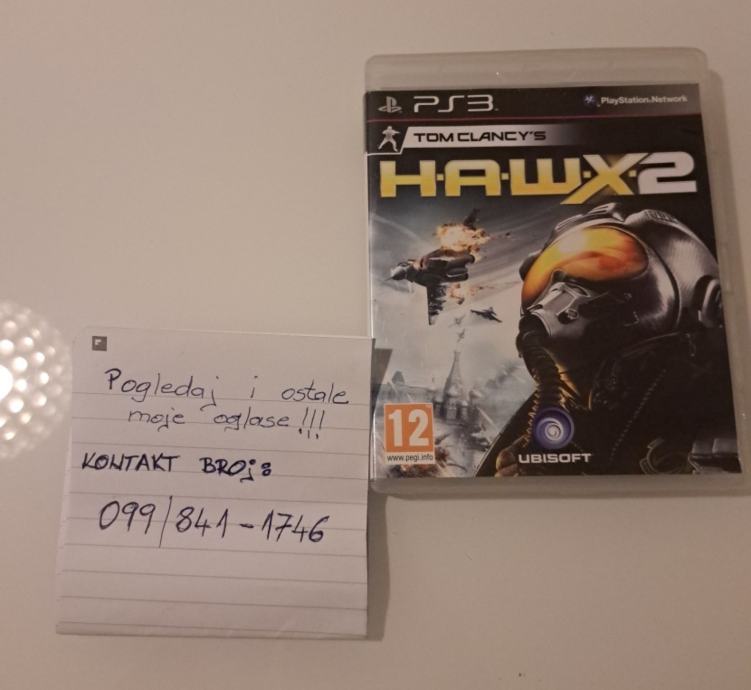 PS3
PlayStation®Network
TOM CLANCY'S
H·A·W·X·2
12
www.pegi.info
UBISOFT
Pogledaj i ostale
moje oglase!!!
KONTAKT BROJ:
099/841-1746